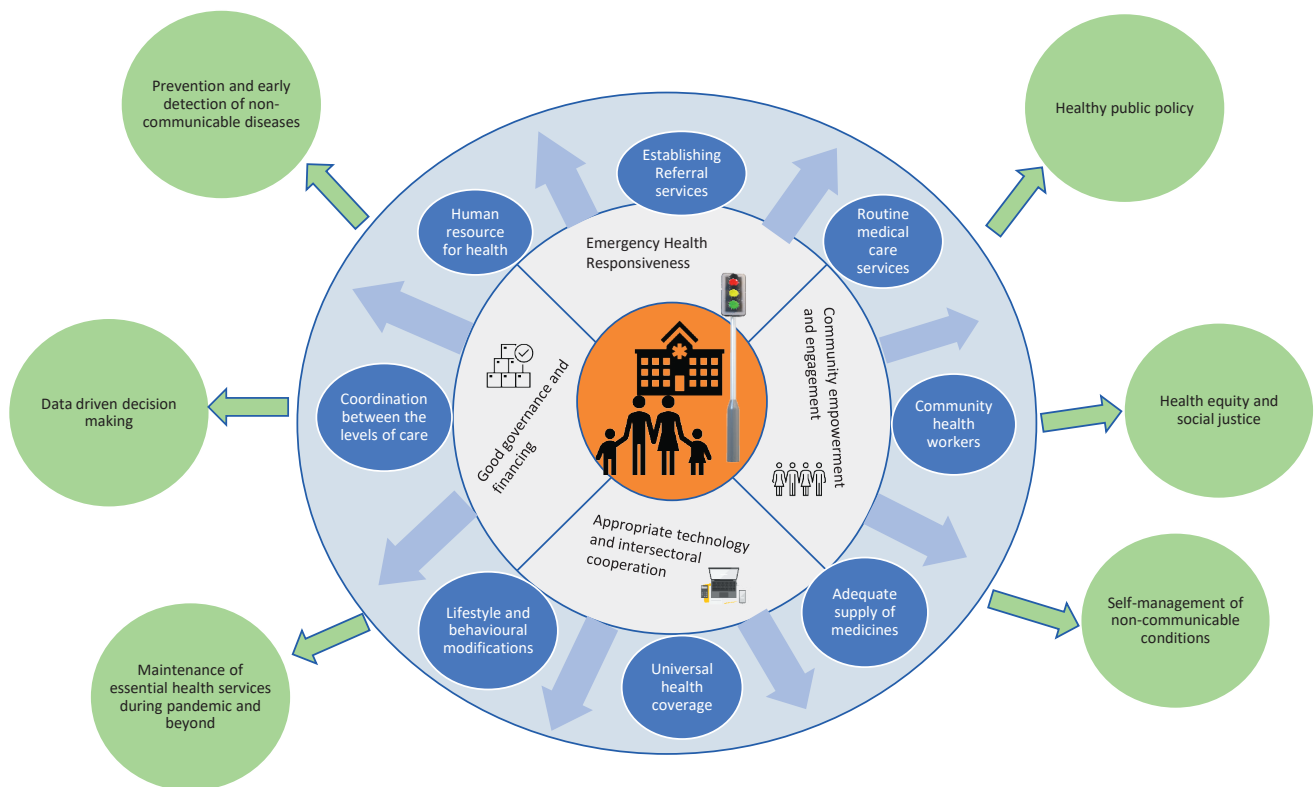 Prevention and early
detection of non-
communicable diseases
Healthy public policy
Establishing
Referral
services
Human
resource
for health
Routine
medical
care
services
Emergency Health
Responsiveness
Community empowerment
and engagement
Good governance and
financing
Data driven decision
making
Coordination
between the
levels of care
Community
health
workers
Health equity and
social justice
Appropriate technology
and intersectoral
cooperation
Lifestyle and
behavioural
modifications
Adequate
supply of
medicines
Universal
health
coverage
Self-management of
non-communicable
conditions
Maintenance of
essential health services
during pandemic and
beyond